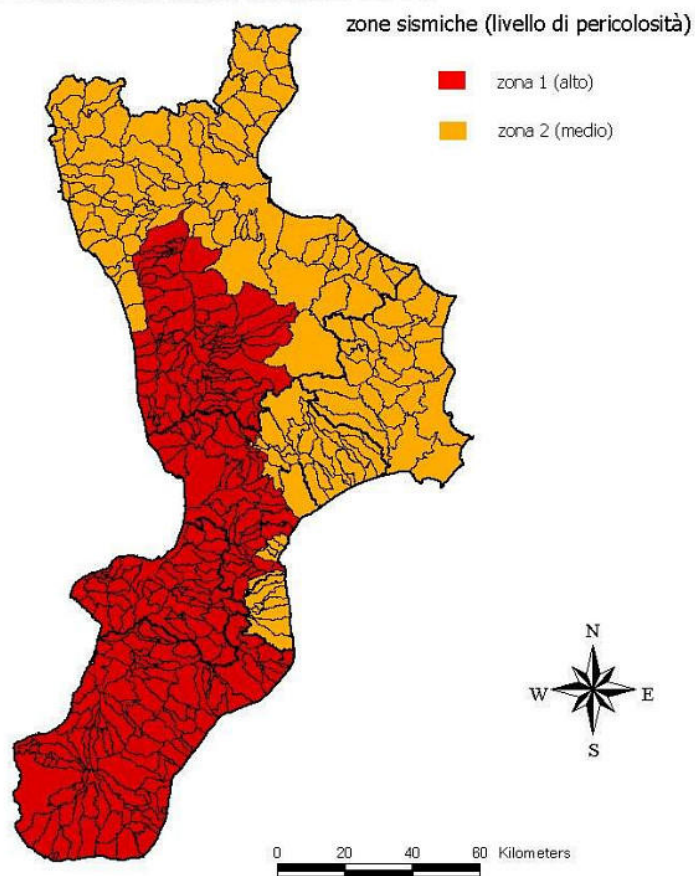 zone sismiche (livello di pericolosità)
zona 1 (alto)
zona 2 (medio)
N
W E
S
0 20 40 60 Kilometers